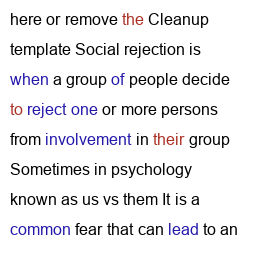 here or remove the Cleanup
template Social rejection is
when a group of people decide
to reject one or more persons
from involvement in their group
Sometimes in psychology
known as us vs them It is a
common fear that can lead to an